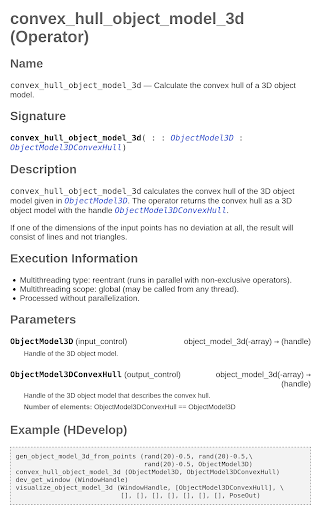 convex_hull_object_model_3d
(Operator)
Name
convex_hull_object_model_3d — Calculate the convex hull of a 3D object
model.
Signature
convex_hull_object_model_3d( : : ObjectModel3D :
ObjectModel3DConvexHull)
Description
convex_hull_object_model_3d calculates the convex hull of the 3D object
model given in ObjectModel3D. The operator returns the convex hull as a 3D
object model with the handle ObjectModel3DConvexHull.
If one of the dimensions of the input points has no deviation at all, the result will
consist of lines and not triangles.
Execution Information
• Multithreading type: reentrant (runs in parallel with non-exclusive operators).
• Multithreading scope: global (may be called from any thread).
• Processed without parallelization.
Parameters
ObjectModel3D (input_control) object_model_3d(-array) → (handle)
Handle of the 3D object model.
ObjectModel3DConvexHull (output_control) object_model_3d(-array) →
(handle)
Handle of the 3D object model that describes the convex hull.
Number of elements: ObjectModel3DConvexHull == ObjectModel3D
Example (HDevelop)
gen_object_model_3d_from_points (rand(20)-0.5, rand(20)-0.5,\
rand(20)-0.5, ObjectModel3D)
convex_hull_object_model_3d (ObjectModel3D, ObjectModel3DConvexHull)
dev_get_window (WindowHandle)
visualize_object_model_3d (WindowHandle, [ObjectModel3DConvexHull], \
[], [], [], [], [], [], [], PoseOut)